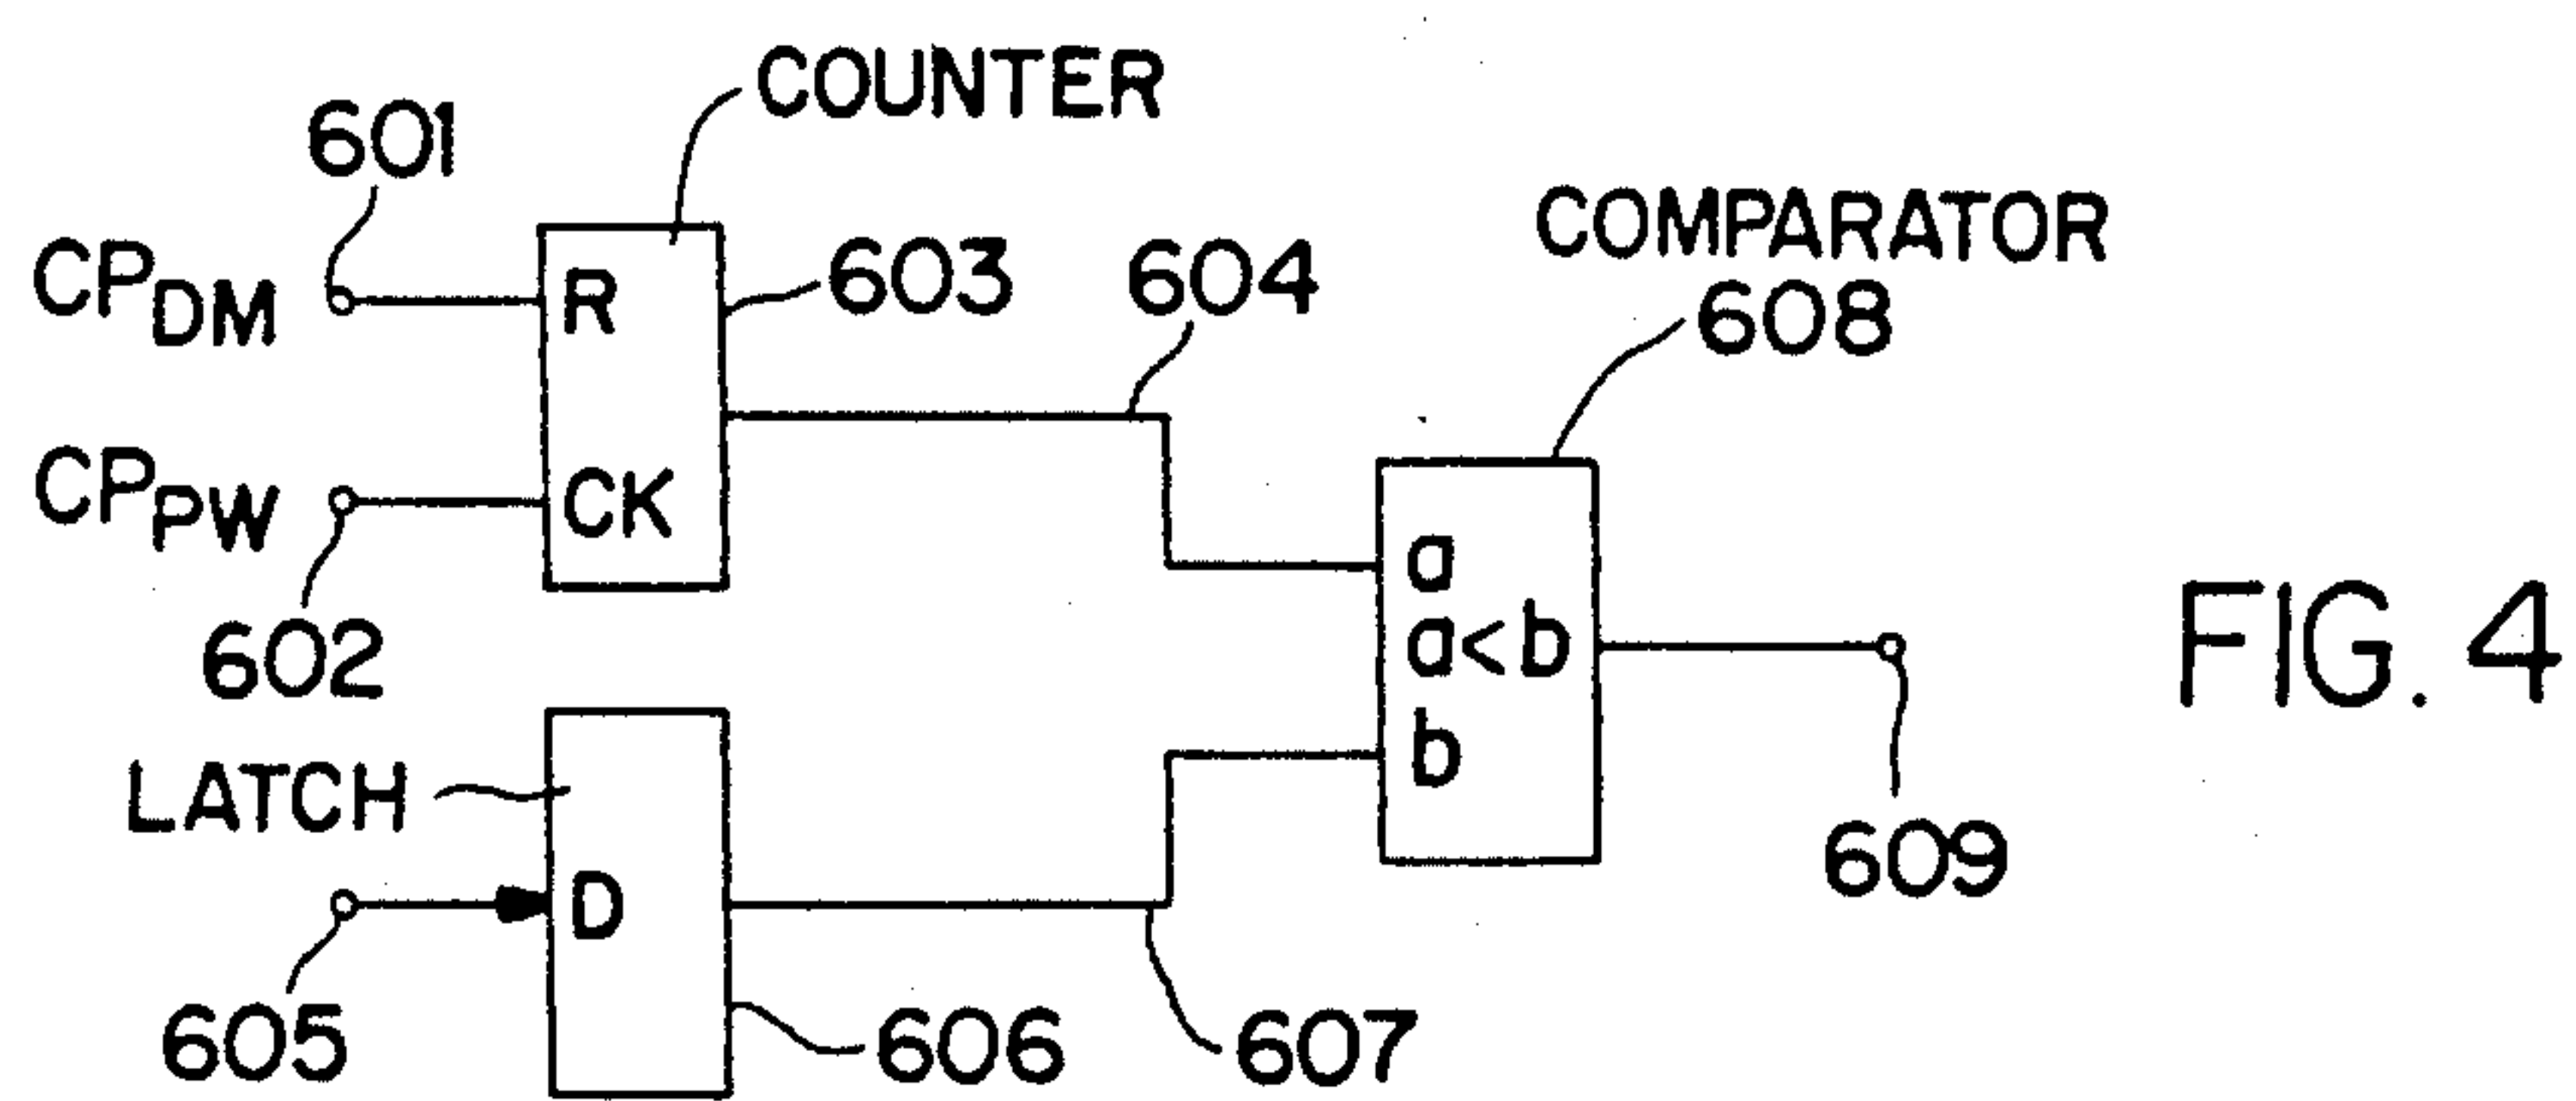 COUNTER
601
COMPARATOR
CPDM
R
603
604
608
CPPW
CK
a
a<b
602
b
FIG. 4
LATCH
D
609
605
606
607